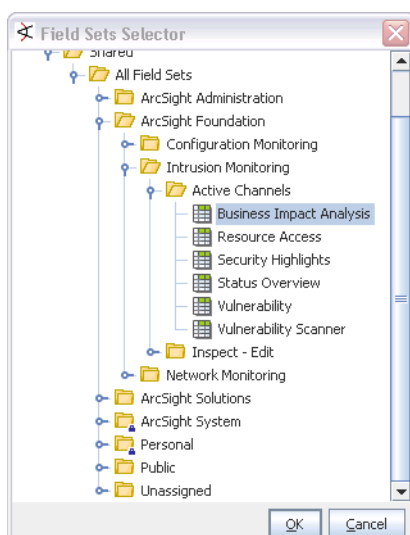 Field Sets Selector
Shared
All Field Sets
ArcSight Administration
ArcSight Foundation
Configuration Monitoring
Intrusion Monitoring
Active Channels
Business Impact Analysis
Resource Access
Security Highlights
Status Overview
Vulnerability
Vulnerability Scanner
Inspect - Edit
Network Monitoring
ArcSight Solutions
ArcSight System
Personal
Public
Unassigned
OK Cancel